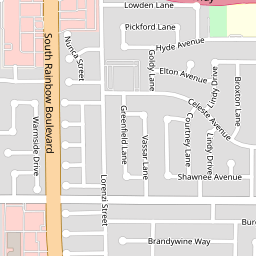 Lowden Lane
Pickford Lane
Hyde Avenue
Nunca Street
Goldy Lane
Elton Avenue
Lindy Drive
Broxton Lane
South Rainbow Boulevard
Celeste Avenue
Warmside Drive
Greenfield Lane
Vassar Lane
Courtney Lane
Lindy Drive
Shawnee Avenue
Lorenzi Street
Brandywine Way